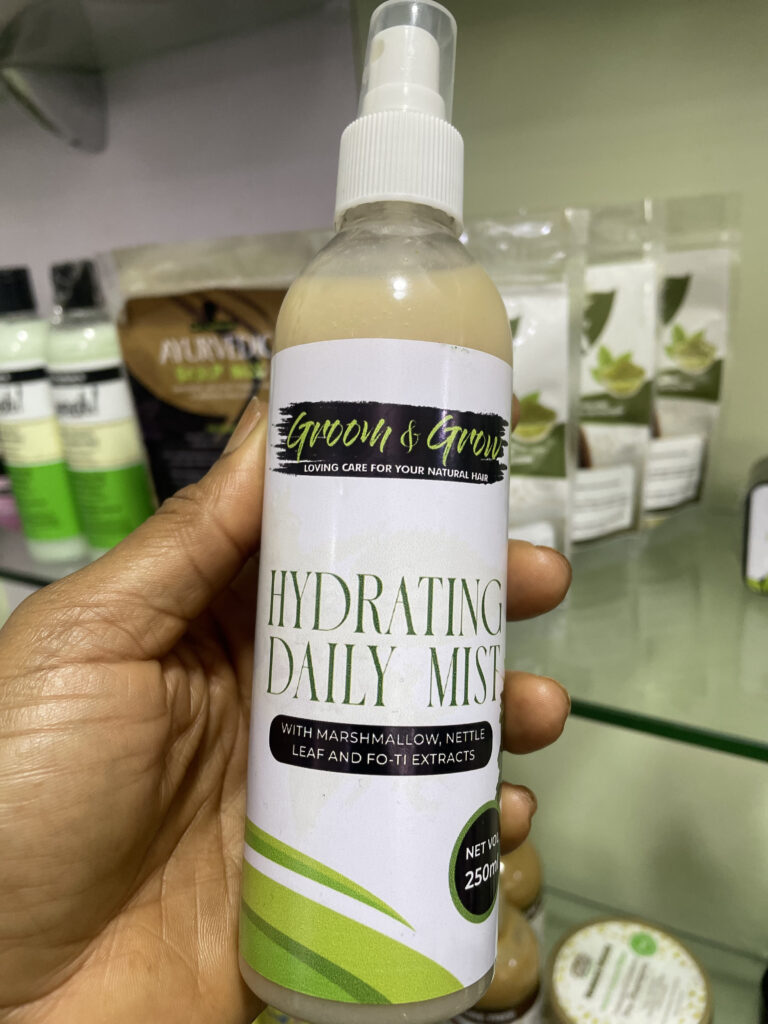 Groom & Grow
LOVING CARE FOR YOUR NATURAL HAIR
HYDRATING
DAILY MIST
WITH MARSHMALLOW, NETTLE
LEAF AND FO-TI EXTRACTS
NET VOL
250ml
AYURVEDIC